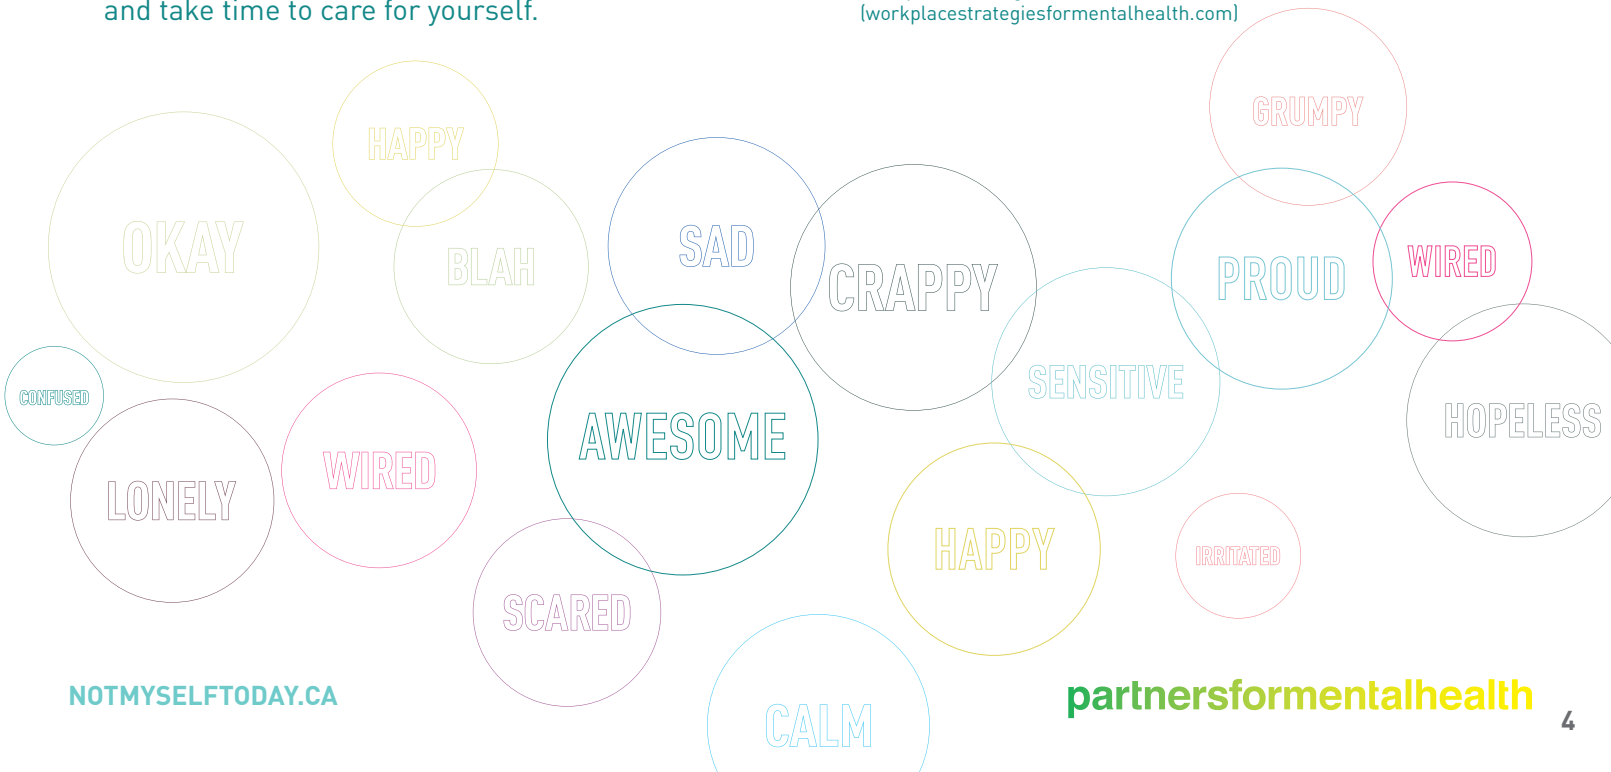 and take time to care for yourself.
(workplacestrategiesformentalhealth.com)
GRUMPY
HAPPY
OKAY
BLAH
SAD
CRAPPY
PROUD
WIRED
CONFUSED
SENSITIVE
HOPELESS
AWESOME
LONELY
WIRED
HAPPY
IRRITATED
SCARED
CALM
NOTMYSELFTODAY.CA
partnersformentalhealth
4